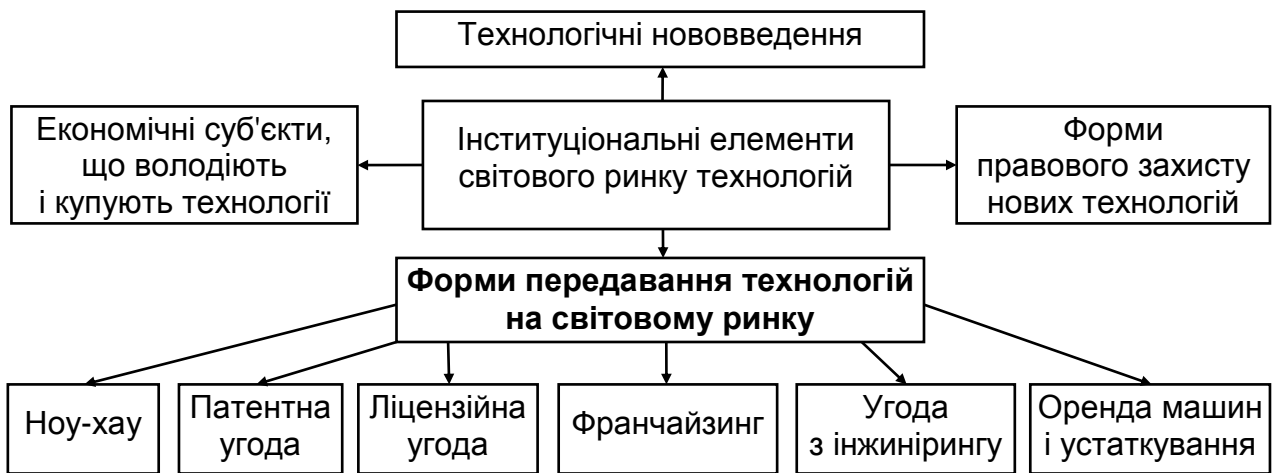 Технологічні нововведення
Економічні суб'єкти,
що володіють
і купують технології
Інституціональні елементи
світового ринку технологій
Форми
правового захисту
нових технологій
Форми передавання технологій
на світовому ринку
Ноу-хау
Патентна
угода
Ліцензійна
угода
Франчайзинг
Угода
з інжинірингу
Оренда машин
і устаткування